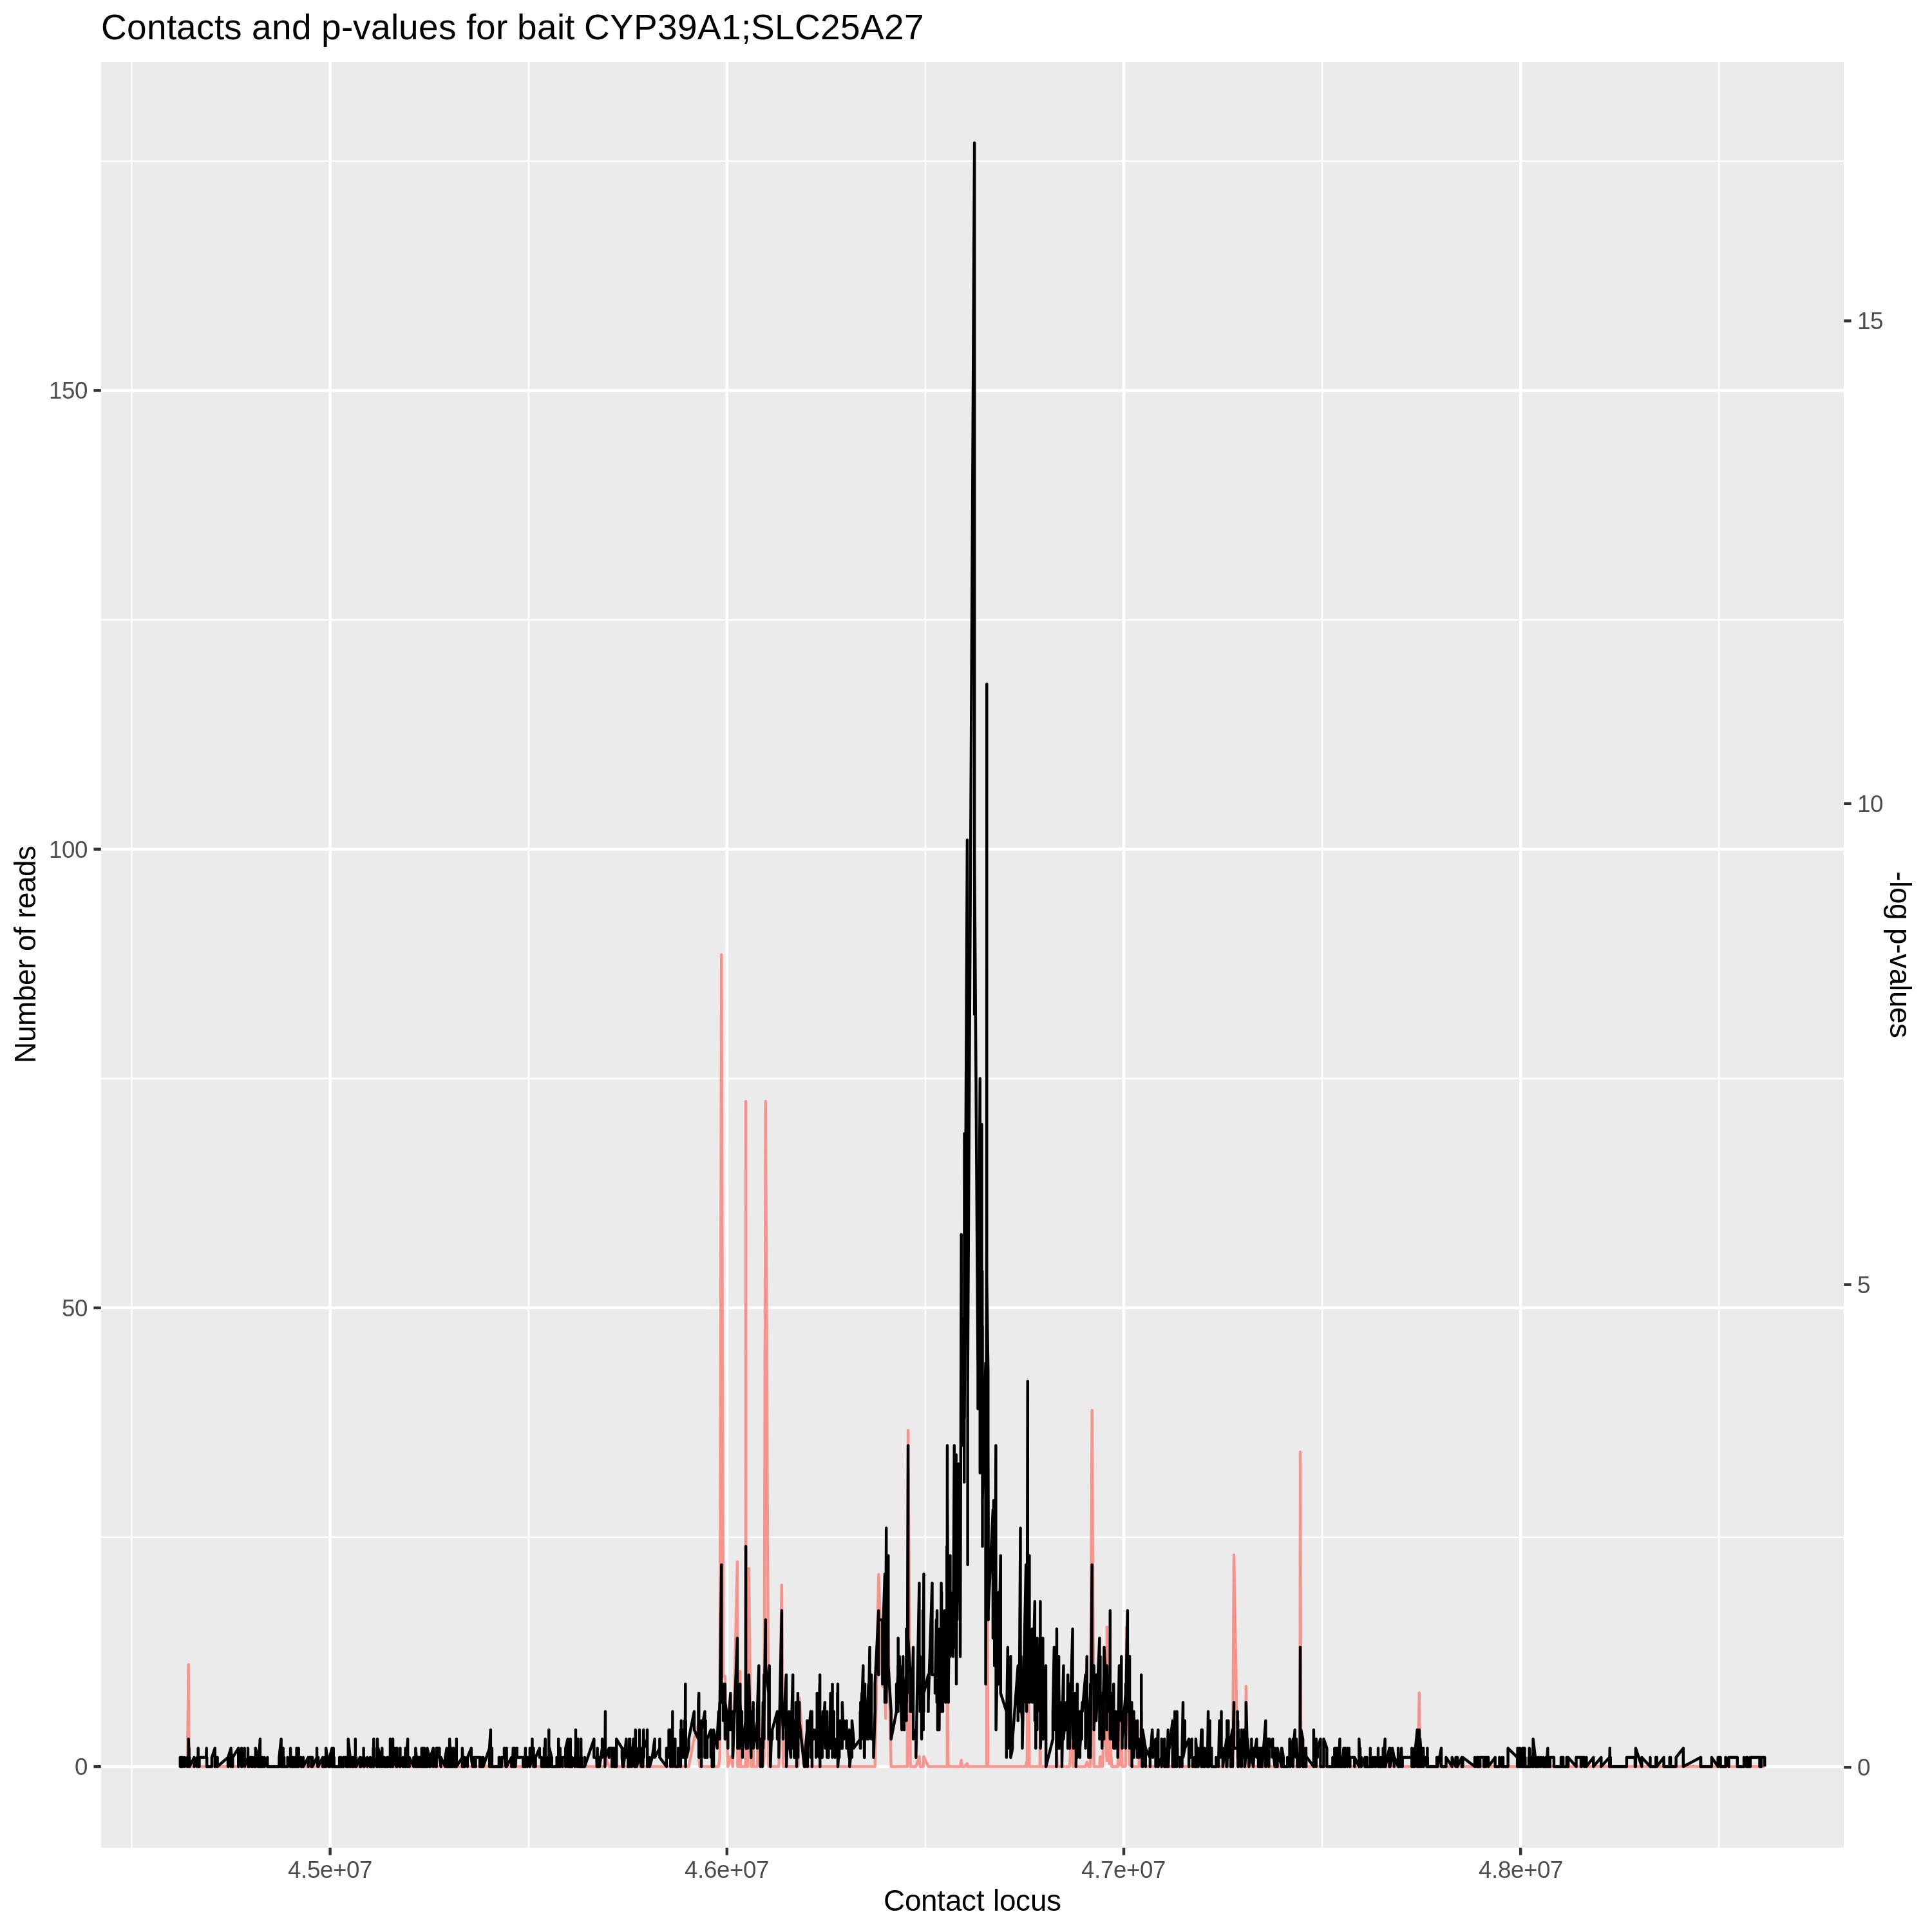 Contacts and p-values for bait CYP39A1;SLC25A27
150
100
50
0
Number of reads
15
10
5
0
-log p-values
4.5e+07
4.6e+07
4.7e+07
4.8e+07
Contact locus